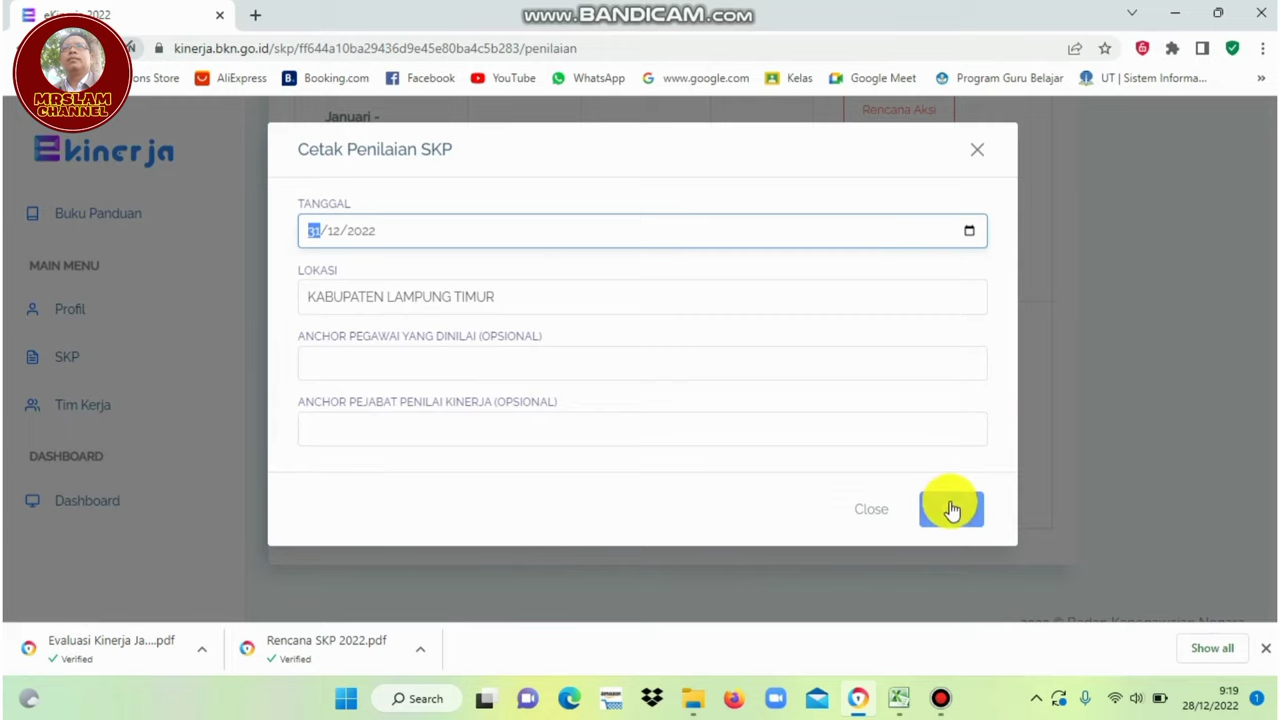 eKinerja 2022
www.BANDICAM.com
kinerja.bkn.go.id/skp/ff644a10ba29436d9e45e80ba4c5b283/penilaian
ons Store
AliExpress
Booking.com
Facebook
YouTube
WhatsApp
www.google.com
Kelas
Google Meet
Program Guru Belajar
UT | Sistem Informa...
MRSLAM
CHANNEL
Januari -
Rencana Aksi
Ekinerja
Buku Panduan
MAIN MENU
Profil
SKP
Tim Kerja
DASHBOARD
Dashboard
Cetak Penilaian SKP
TANGGAL
31/12/2022
LOKASI
KABUPATEN LAMPUNG TIMUR
ANCHOR PEGAWAI YANG DINILAI (OPSIONAL)
ANCHOR PEJABAT PENILAI KINERJA (OPSIONAL)
Close
Evaluasi Kinerja Ja....pdf
Verified
Rencana SKP 2022.pdf
Verified
Show all
Search
9:19
28/12/2022
1